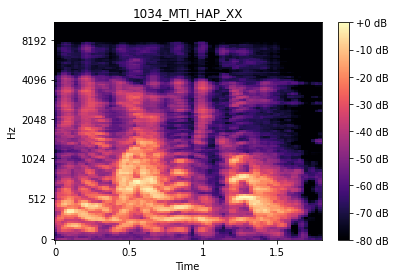 1034_MTI_HAP_XX
Hz
8192
4096
2048
1024
512
0
0
0.5
1
1.5
Time
+0 dB
-10 dB
-20 dB
-30 dB
-40 dB
-50 dB
-60 dB
-70 dB
-80 dB